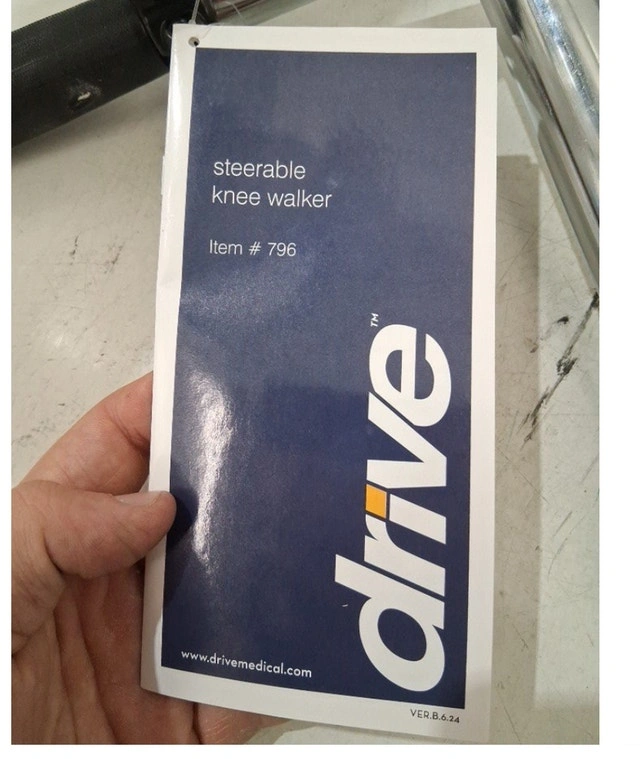 steerable
knee walker
Item # 796
drive™
www.drivemedical.com
VER.B.6.24